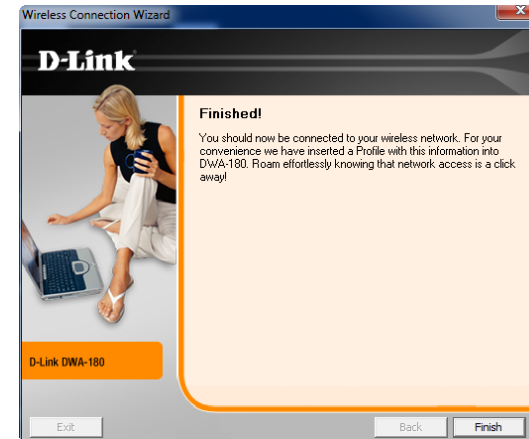 Wireless Connection Wizard
D-Link
Finished!
You should now be connected to your wireless network. For your
convenience we have inserted a Profile with this information into
DWA-180. Roam effortlessly knowing that network access is a click
away!
D-Link DWA-180
Exit
Back
Finish